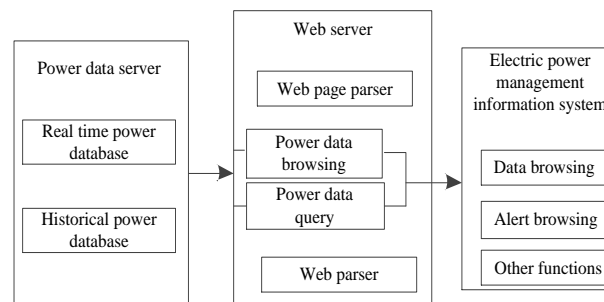 Power data server
Real time power
database
Historical power
database
Web server
Web page parser
Power data
browsing
Power data
query
Web parser
Electric power
management
information system
Data browsing
Alert browsing
Other functions